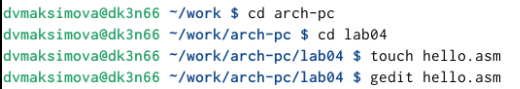 dvmaksimova@dk3n66 ~/work $ cd arch-pc
dvmaksimova@dk3n66 ~/work/arch-pc $ cd lab04
dvmaksimova@dk3n66 ~/work/arch-pc/lab04 $ touch hello.asm
dvmaksimova@dk3n66 ~/work/arch-pc/lab04 $ gedit hello.asm